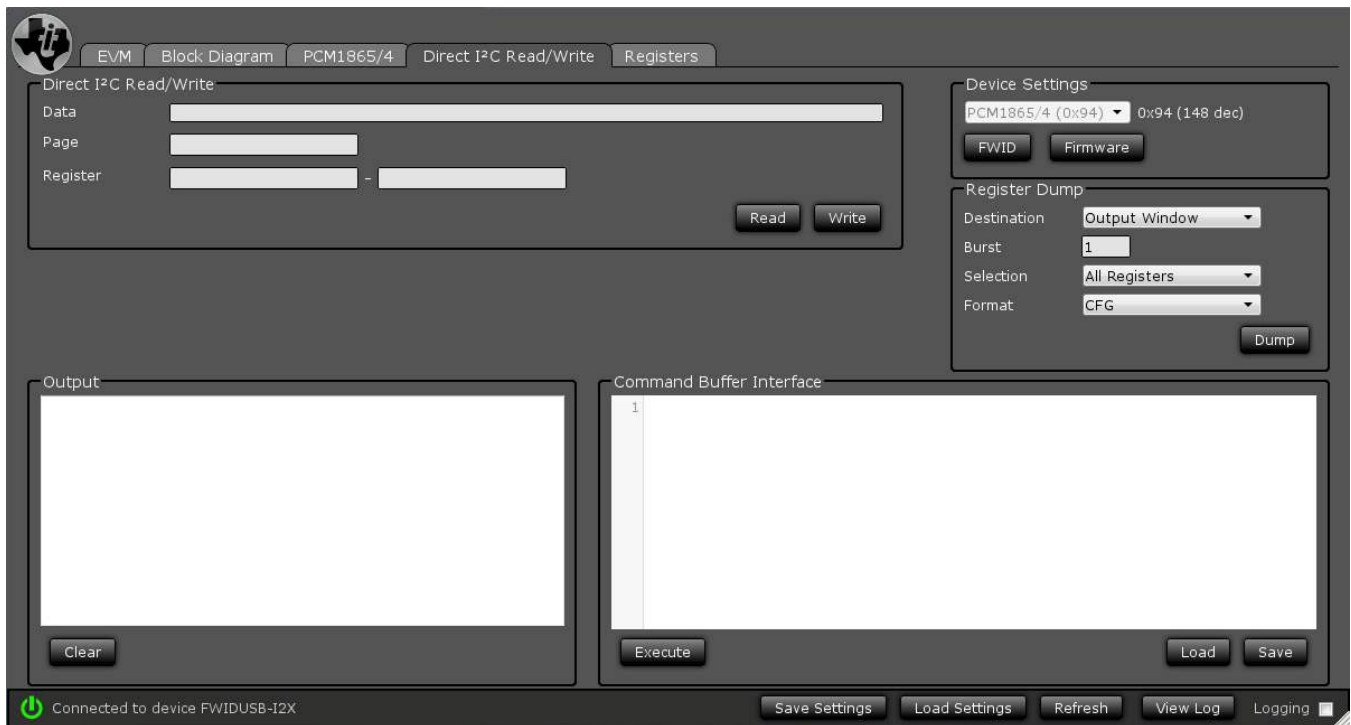 EVM Block Diagram PCM1865/4 Direct I²C Read/Write Registers
Direct I²C Read/Write
Data
Page
Register -
Read Write
Device Settings
PCM1865/4 (0x94) 0x94 (148 dec)
FWID Firmware
Register Dump
Destination Output Window
Burst 1
Selection All Registers
Format CFG
Dump
Output
Clear
Command Buffer Interface
1
Execute Load Save
Connected to device FWIDUSB-I2X Save Settings Load Settings Refresh View Log Logging